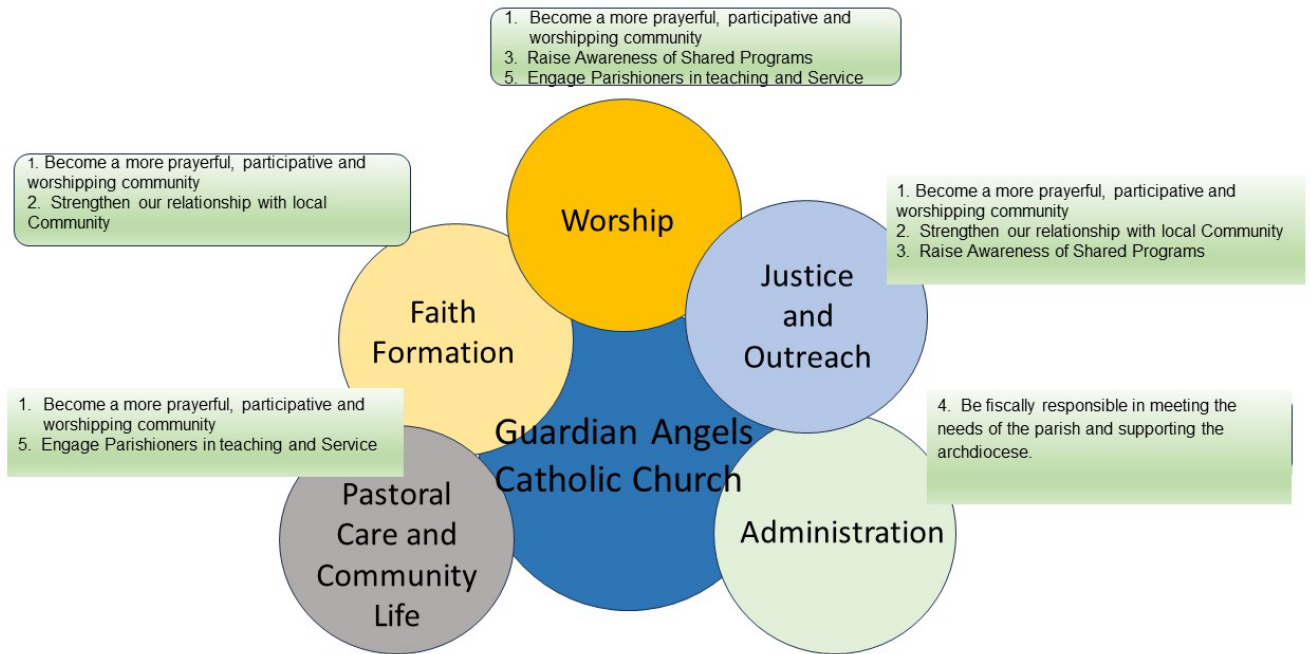 1. Become a more prayerful, participative and
worshipping community
3. Raise Awareness of Shared Programs
5. Engage Parishioners in teaching and Service
1. Become a more prayerful, participative and
worshipping community
2. Strengthen our relationship with local
Community
Worship
1. Become a more prayerful, participative and
worshipping community
2. Strengthen our relationship with local Community
3. Raise Awareness of Shared Programs
Faith
Formation
Justice
and
Outreach
1. Become a more prayerful, participative and
worshipping community
5. Engage Parishioners in teaching and Service
Guardian Angels
Catholic Church
4. Be fiscally responsible in meeting the
needs of the parish and supporting the
archdiocese.
Pastoral
Care and
Community
Life
Administration